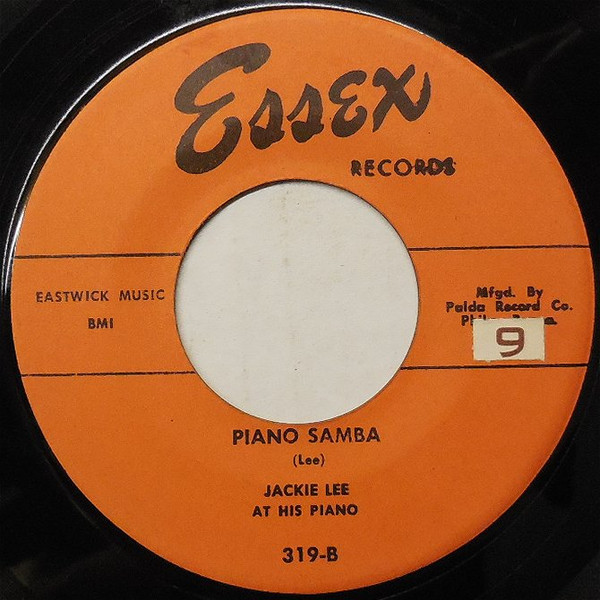 Essex
RECORDS
EASTWICK MUSIC
BMI
Mfgd. By
Palda Record Co.
9
PIANO SAMBA
(Lee)
JACKIE LEE
AT HIS PIANO
319-B